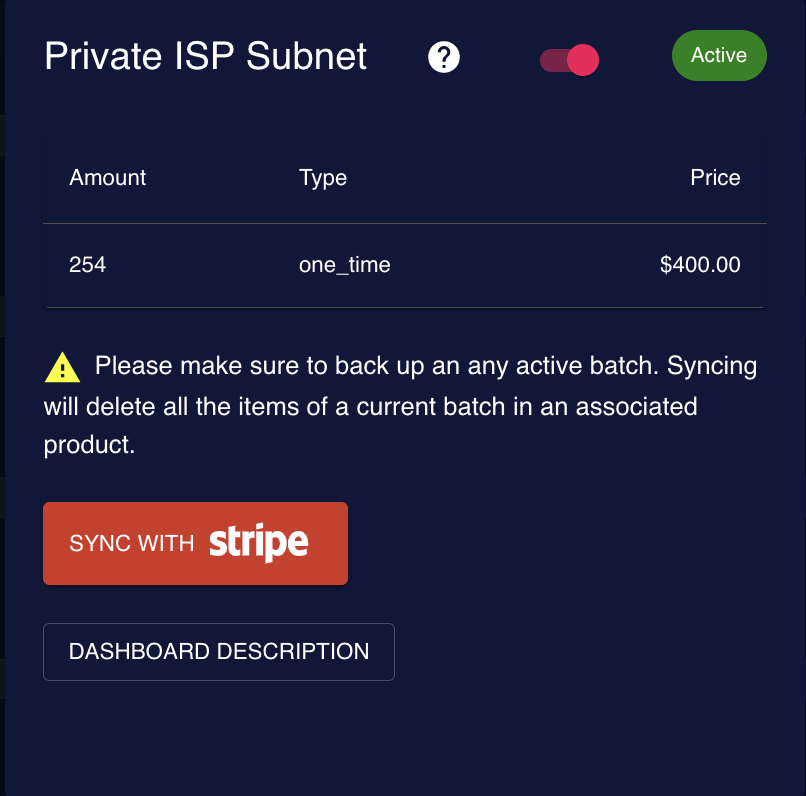 Private ISP Subnet ? Active
Amount Type Price
254 one_time $400.00
! Please make sure to back up an any active batch. Syncing
will delete all the items of a current batch in an associated
product.
SYNC WITH stripe
DASHBOARD DESCRIPTION